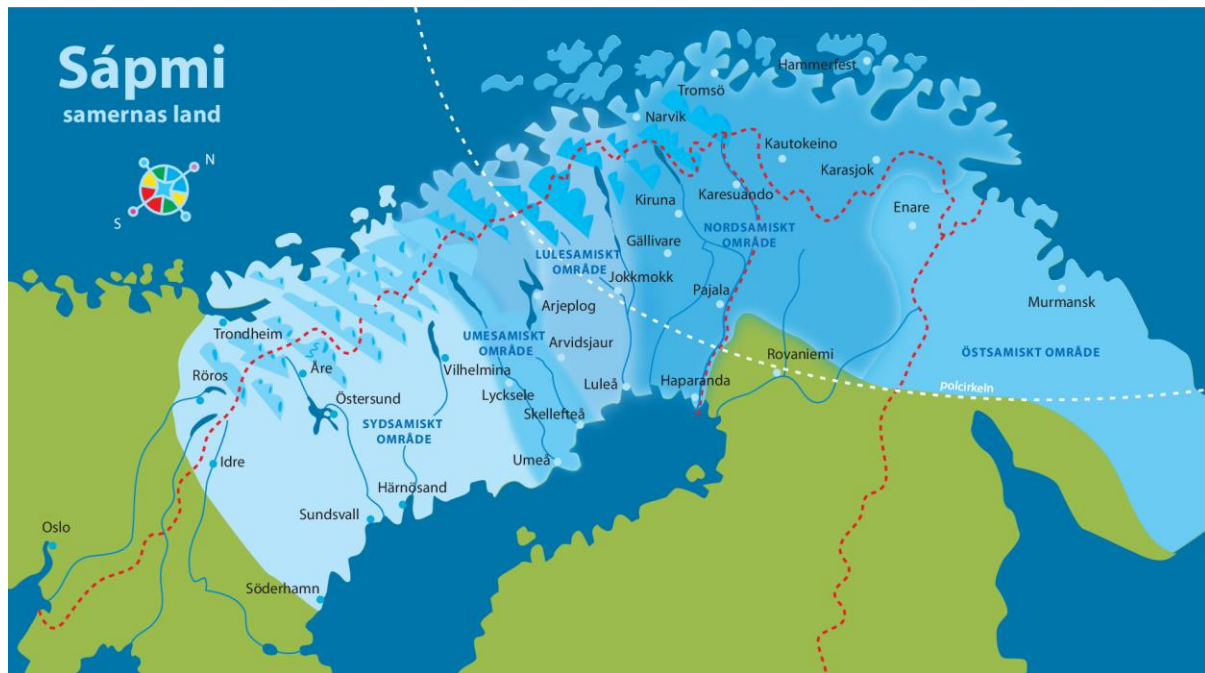 Sápmi
samernas land
N
S
Hammerfest
Tromsö
Narvik
Kautokeino
Karasjok
Karesuando
Kiruna
Enare
NORDSAMISKT
OMRÅDE
Gällivare
LULESAMISKT
OMRÅDE
Jokkmokk
Pajala
Murmansk
Arjeplog
Trondheim
UMESAMISKT
OMRÅDE
Arvidsjaur
Rovaniemi
ÖSTSAMISKT OMRÅDE
Röros
Åre
Vilhelmina
Lycksele
Luleå
Haparanda
polcirkeln
Östersund
SYDSAMISKT
OMRÅDE
Skellefteå
Idre
Umeå
Härnösand
Sundsvall
Oslo
Söderhamn